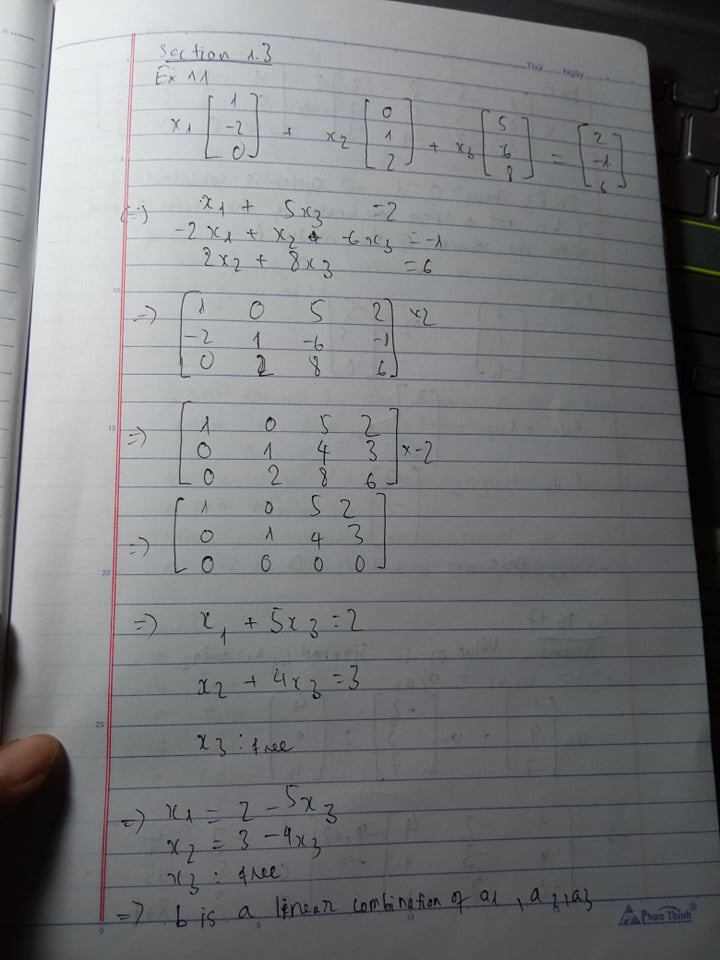 Thứ Ngày
Section 1.3
Ex 11
x1 [1 -2 0] + x2 [0 1 2] + x3 [5 -6 8] = [2 -1 6]
(=) x1 + 5x3 = 2
-2x1 + x2 + -6x3 = -1
2x2 + 8x3 = 6
=) [1 0 5 2] x2
[-2 1 -6 -1]
[0 2 8 6]
=) [1 0 5 2]
[0 1 4 3] x-2
[0 2 8 6]
[1 0 5 2]
=) [0 1 4 3]
[0 0 0 0]
=) x1 + 5x3 = 2
x2 + 4x3 = 3
x3 : free
=) x1 = 2 - 5x3
x2 = 3 - 4x3
x3 : free
=) b is a linear combination of a1, a2, a3
Phuc Thinh